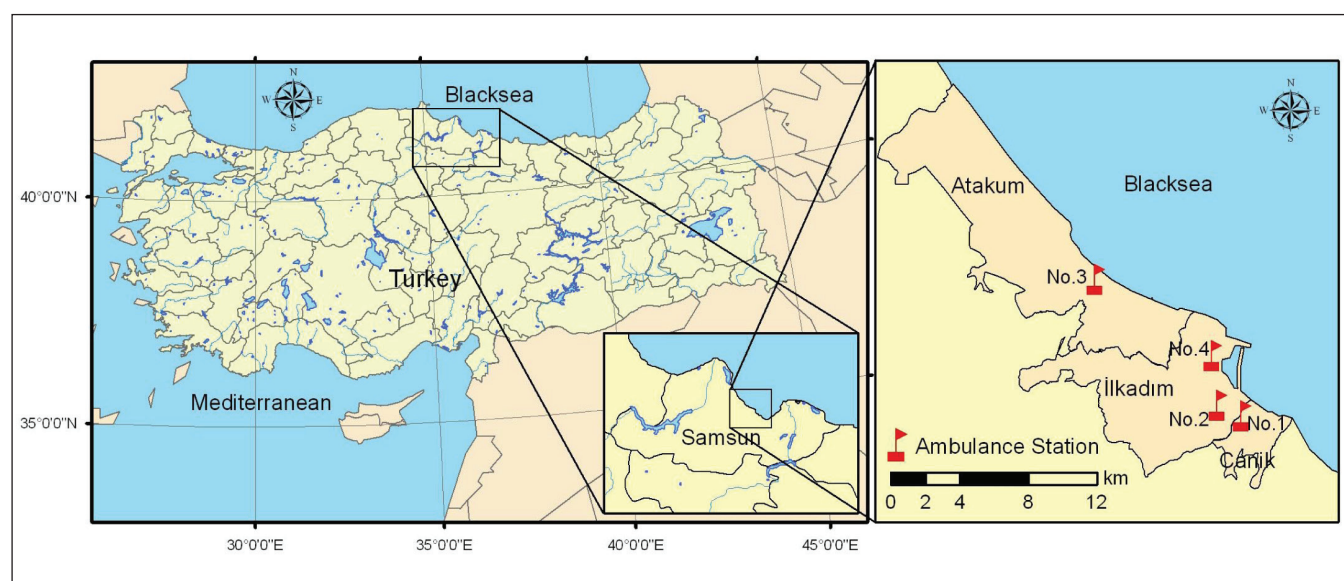 N
W E
S
Blacksea
40°0'0"N
Turkey
Mediterranean
35°0'0"N
Samsun
30°0'0"E
35°0'0"E
40°0'0"E
45°0'0"E
N
W E
S
Atakum
Blacksea
No.3
No.4
İlkadım
No.2
No.1
Canik
Ambulance Station
0 2 4 8 12 km